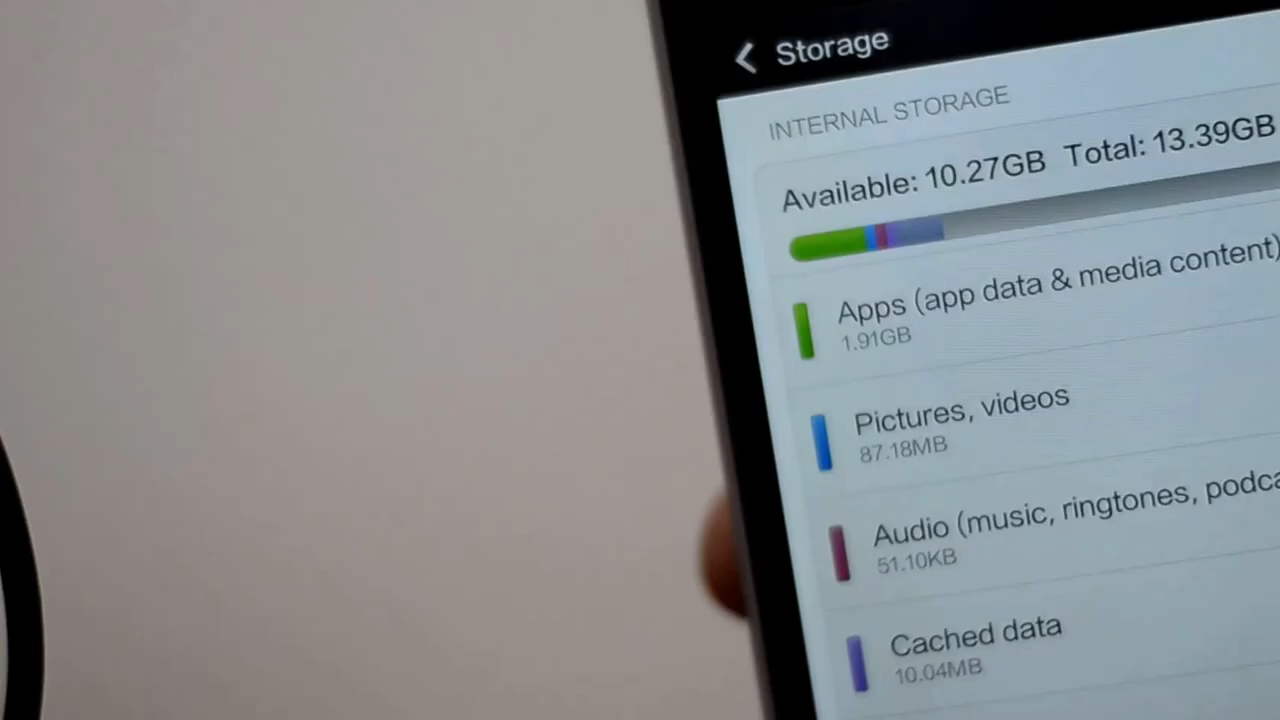 Storage
INTERNAL STORAGE
Available: 10.27GB Total: 13.39GB
Apps (app data & media content)
1.91GB
Pictures, videos
87.18MB
Audio (music, ringtones,
51.10KB
Cached data
10.04MB